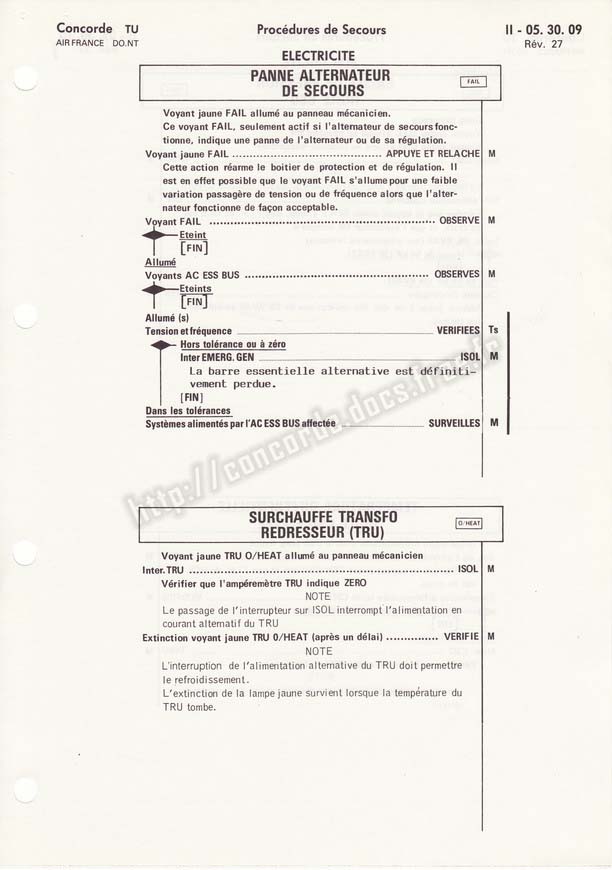 Concorde TU
AIR FRANCE DO.NT
Procédures de Secours
II - 05. 30. 09
Rév. 27
ELECTRICITE
PANNE ALTERNATEUR
DE SECOURS
FAIL
Voyant jaune FAIL allumé au panneau mécanicien.
Ce voyant FAIL, seulement actif si l'alternateur de secours fonc-
tionne, indique une panne de l'alternateur ou de sa régulation.
Voyant jaune FAIL ........................................ APPUYE ET RELACHE M
Cette action réarme le boitier de protection et de régulation. Il
est en effet possible que le voyant FAIL s'allume pour une faible
variation passagère de tension ou de fréquence alors que l'alter-
nateur fonctionne de façon acceptable.
Voyant FAIL ........................................ OBSERVE M
Eteint
[FIN]
Allumé
Voyants AC ESS BUS ........................................ OBSERVES M
Eteints
[FIN]
Allumé (s)
Tension et fréquence ........................................ VERIFIEES Ts
Hors tolérance ou à zéro
Inter EMERG. GEN ........................................ ISOL M
La barre essentielle alternative est définiti-
vement perdue.
[FIN]
Dans les tolérances
Systèmes alimentés par l'AC ESS BUS affectée ........................................ SURVEILLES M
http://concorde.docs.free.fr
SURCHAUFFE TRANSFO
REDRESSEUR (TRU)
O/HEAT
Voyant jaune TRU O/HEAT allumé au panneau mécanicien
Inter. TRU ........................................ ISOL M
Vérifier que l'ampéremètre TRU indique ZERO
NOTE
Le passage de l'interrupteur sur ISOL interrompt l'alimentation en
courant alternatif du TRU
Extinction voyant jaune TRU O/HEAT (après un délai) ............... VERIFIE M
NOTE
L'interruption de l'alimentation alternative du TRU doit permettre
le refroidissement.
L'extinction de la lampe jaune survient lorsque la température du
TRU tombe.